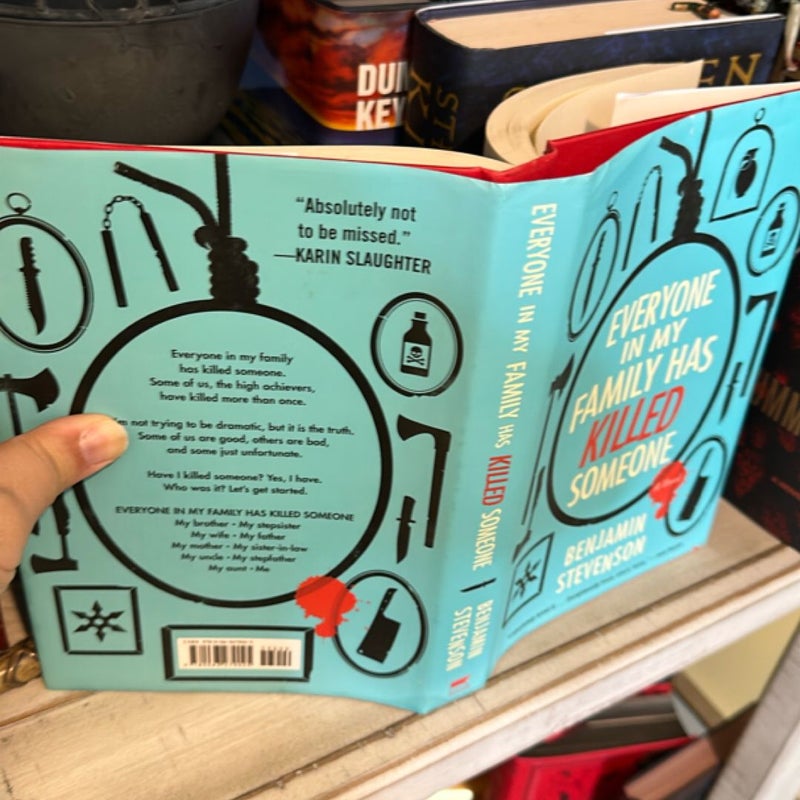 DUN
KEY
STEPHEN
“Absolutely not
to be missed.”
—KARIN SLAUGHTER
Everyone in my family
has killed someone.
Some of us, the high achievers,
have killed more than once.
I'm not trying to be dramatic, but it is the truth.
Some of us are good, others are bad,
and some just unfortunate.
Have I killed someone? Yes, I have.
Who was it? Let's get started.
EVERYONE IN MY FAMILY HAS KILLED SOMEONE
My brother • My stepsister
My wife • My father
My mother • My sister-in-law
My uncle • My stepfather
My aunt • Me
EVERYONE IN MY FAMILY HAS KILLED SOMEONE
BENJAMIN
STEVENSON
EVERYONE
IN MY
FAMILY HAS
KILLED
SOMEONE
BENJAMIN
STEVENSON